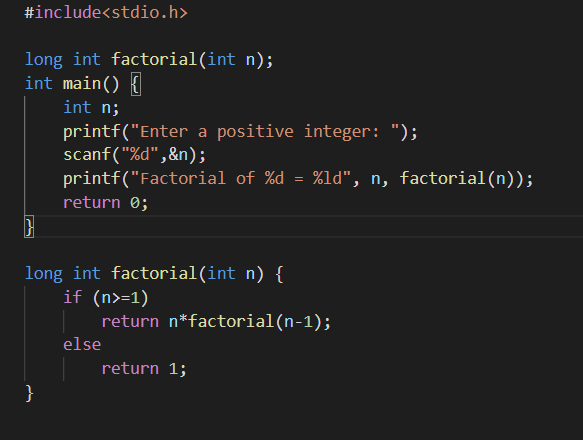 #include<stdio.h>
long int factorial(int n);
int main() {
    int n;
    printf("Enter a positive integer: ");
    scanf("%d",&n);
    printf("Factorial of %d = %ld", n, factorial(n));
    return 0;
}
long int factorial(int n) {
    if (n>=1)
        return n*factorial(n-1);
    else
        return 1;
}